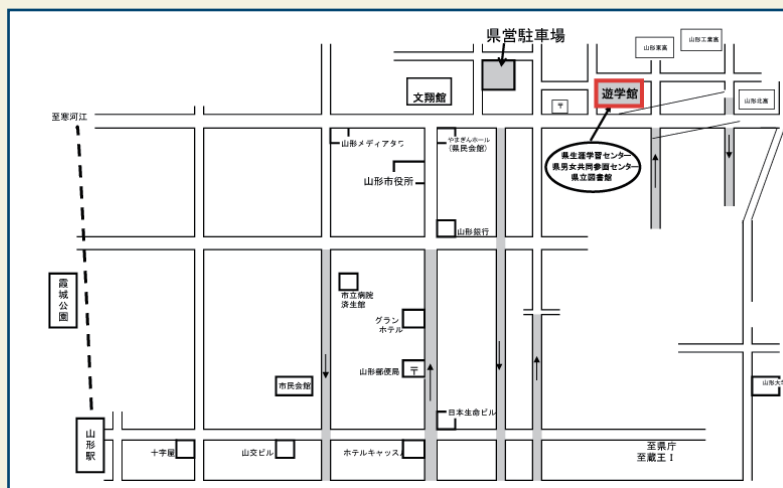 県営駐車場
山形東高
山形工業高
文翔館
〒
遊学館
山形北高
至寒河江
山形メディアタワ
やまぎんホール
(県民会館)
県生涯学習センター
県男女共同参画センター
県立図書館
山形市役所
山形銀行
霞城公園
市立病院
済生館
グラン
ホテル
山形郵便局
〒
市民会館
日本生命ビル
山形大学
山形駅
十字屋
山交ビル
ホテルキャッスル
至県庁
至蔵王I